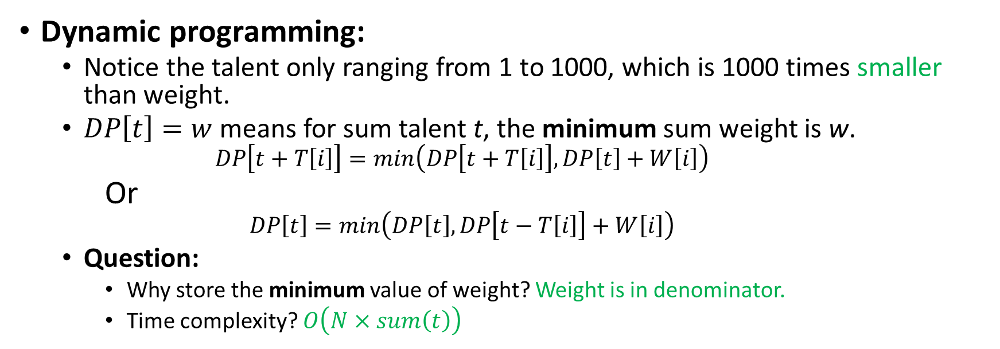 • Dynamic programming:
• Notice the talent only ranging from 1 to 1000, which is 1000 times smaller
than weight.
• DP[t] = w means for sum talent t, the minimum sum weight is w.
DP[t + T[i]] = min(DP[t + T[i]], DP[t] + W[i])
Or
DP[t] = min(DP[t], DP[t − T[i]] + W[i])
• Question:
• Why store the minimum value of weight? Weight is in denominator.
• Time complexity? O(N × sum(t))